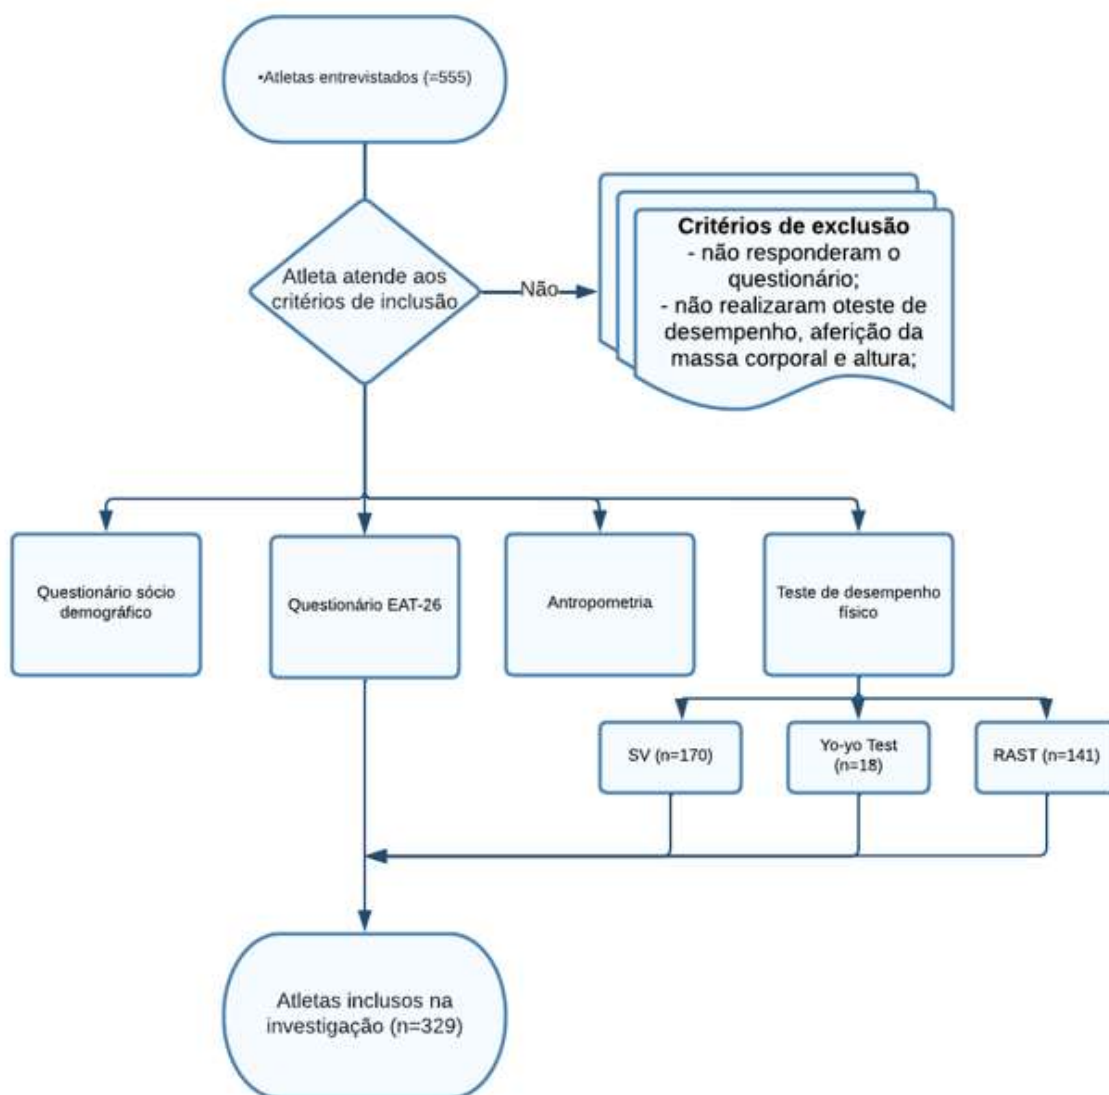 •Atletas entrevistados (=555)
Atleta atende aos
critérios de inclusão
Não
Critérios de exclusão
- não responderam o
questionário;
- não realizaram oteste de
desempenho, aferição da
massa corporal e altura;
Questionário sócio
demográfico
Questionário EAT-26
Antropometria
Teste de desempenho
físico
SV (n=170)
Yo-yo Test
(n=18)
RAST (n=141)
Atletas inclusos na
investigação (n=329)